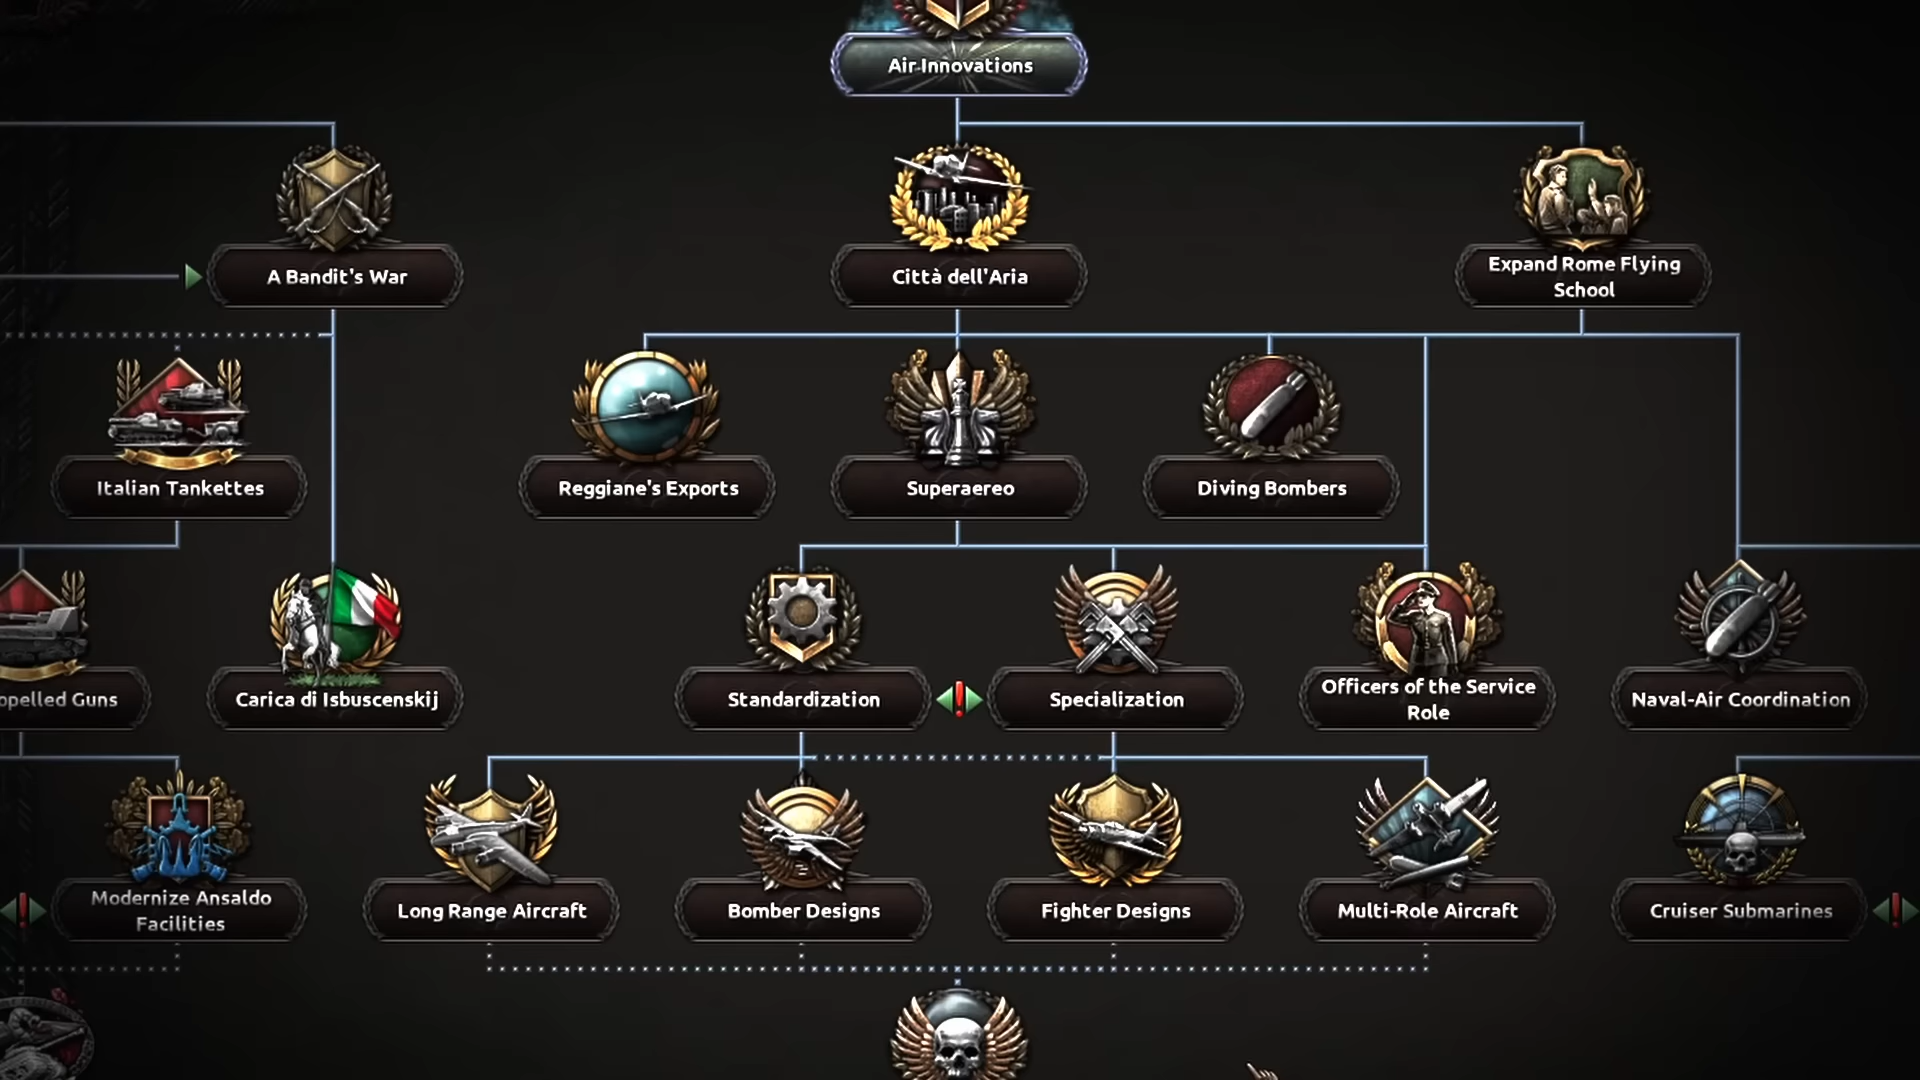 Air Innovations
A Bandit's War
Città dell'Aria
Expand Rome Flying
School
Italian Tankettes
Reggiane's Exports
Superaereo
Diving Bombers
opelled Guns
Carica di Isbuscenskij
Standardization
Specialization
Officers of the Service
Role
Naval-Air Coordination
Modernize Ansaldo
Facilities
Long Range Aircraft
Bomber Designs
Fighter Designs
Multi-Role Aircraft
Cruiser Submarines